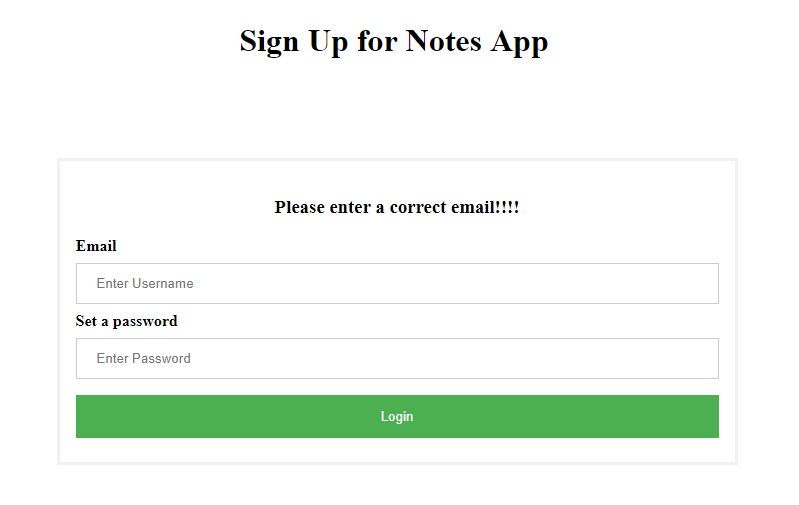 Sign Up for Notes App
Please enter a correct email!!!!
Email
Enter Username
Set a password
Enter Password
Login